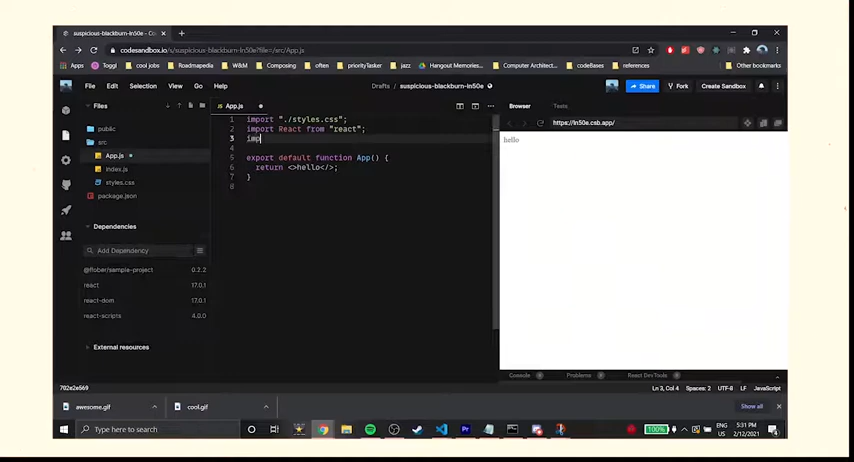 suspicious-blackburn-ln50e - Co
codesandbox.io/s/suspicious-blackburn-ln50e?file=/src/App.js
Apps Toggl cool jobs Roadmapedia W&M Composing often priorityTasker jazz Hangout Memories... Computer Architect... codeBases references Other bookmarks
File Edit Selection View Go Help
Drafts / suspicious-blackburn-ln50e
Share Fork Create Sandbox
Files
public
src
App.js
index.js
styles.css
package.json
Dependencies
Add Dependency
@flober/sample-project 0.2.2
react 17.0.1
react-dom 17.0.1
react-scripts 4.0.0
External resources
App.js
1 import "./styles.css";
2 import React from "react";
3 imp
4
5 export default function App() {
6 return <>hello</>;
7 }
8
Browser Tests
https://ln50e.csb.app/
hello
Console 0 Problems 0 React DevTools 0
702e2e569
Ln 3, Col 4 Spaces: 2 UTF-8 LF JavaScript
awesome.gif cool.gif Show all
Type here to search
100%
ENG
US
5:31 PM
2/12/2021